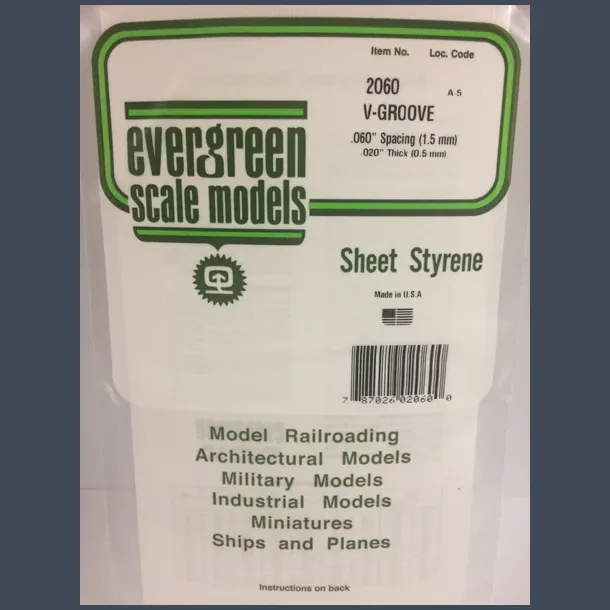 Item No. Loc. Code
2060 A-5
V-GROOVE
.060" Spacing (1.5 mm)
.020" Thick (0.5 mm)
evergreen
scale models
Sheet Styrene
Made in U.S.A
7 87026 02060 0
Model Railroading
Architectural Models
Military Models
Industrial Models
Miniatures
Ships and Planes
Instructions on back